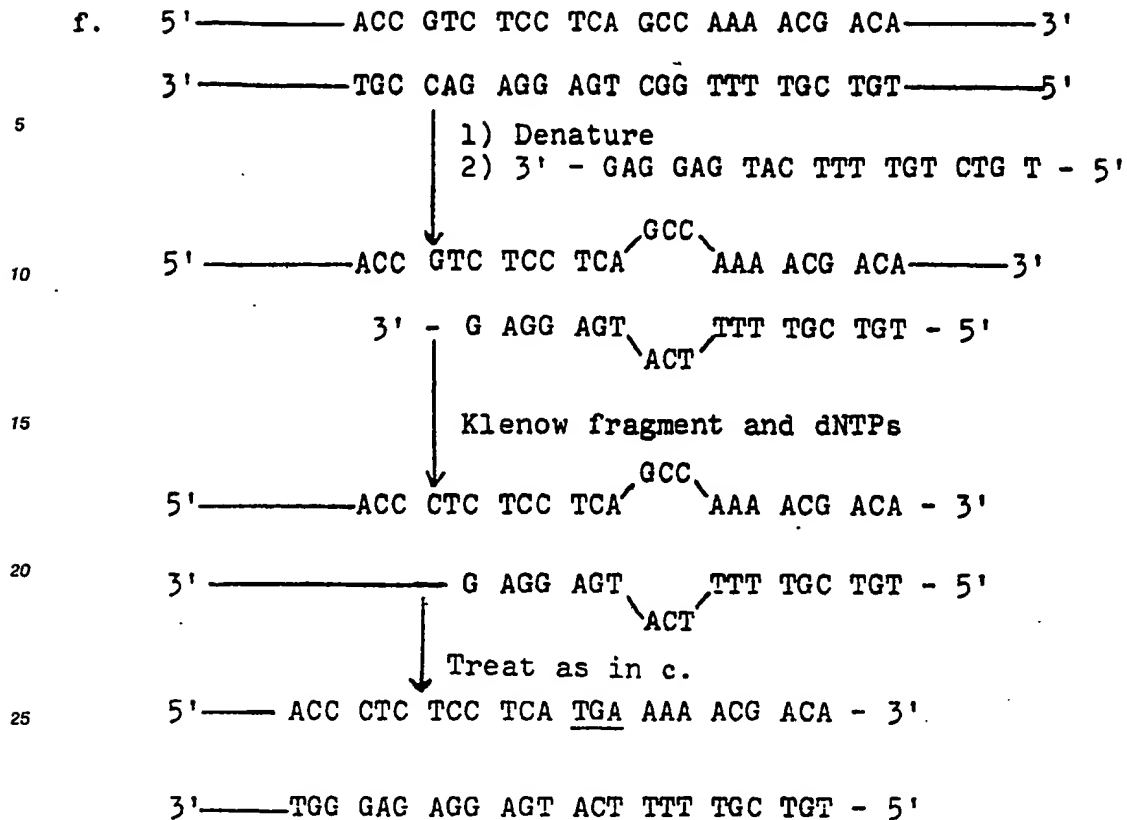 f. 5' ACC GTC TCC TCA GCC AAA ACG ACA 3'
3' TGC CAG AGG AGT CGG TTT TGC TGT 5'
5
1) Denature
2) 3' - GAG GAG TAC TTT TGT CTG T - 5'
GCC
10 5' ACC GTC TCC TCA AAA ACG ACA 3'
3' - G AGG AGT TTT TGC TGT - 5'
ACT
15 Klenow fragment and dNTPs
GCC
5' ACC CTC TCC TCA AAA ACG ACA - 3'
20 3' G AGG AGT TTT TGC TGT - 5'
ACT
Treat as in c.
25 5' ACC CTC TCC TCA TGA AAA ACG ACA - 3'
3' TGG GAG AGG AGT ACT TTT TGC TGT - 5'